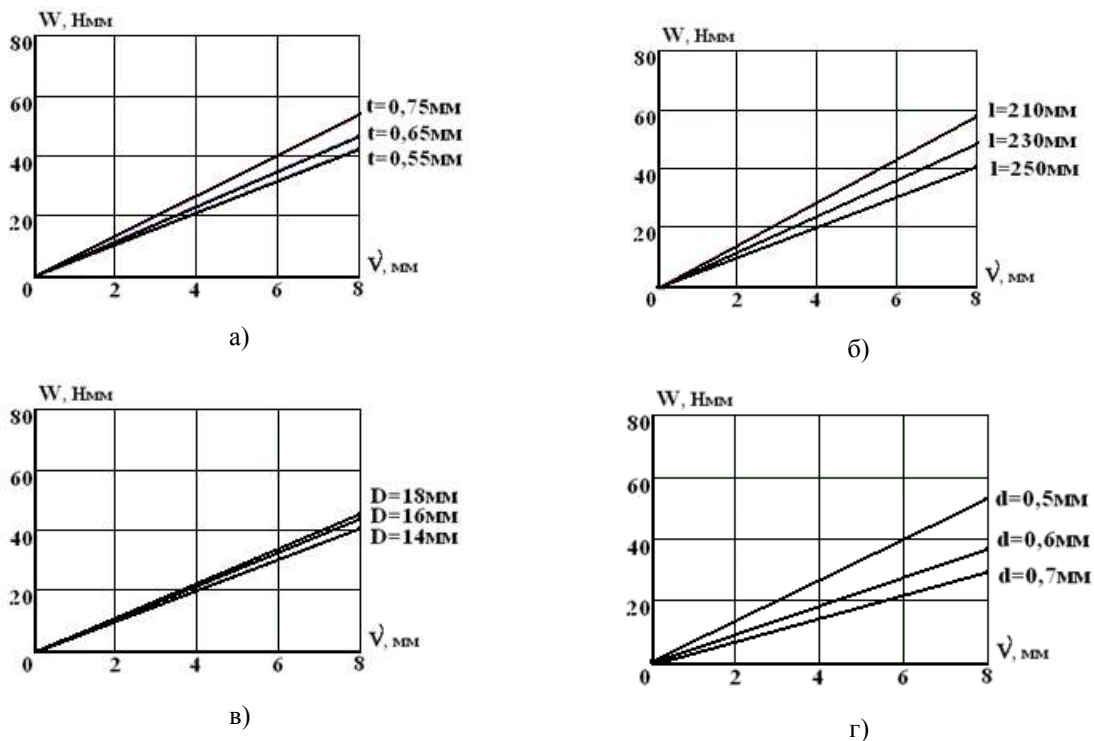 W, Нмм
80
60
40
20
0
2
4
6
8
t=0,75мм
t=0,65мм
t=0,55мм
ν, мм
а)
W, Нмм
80
60
40
20
0
2
4
6
8
l=210мм
l=230мм
l=250мм
ν, мм
б)
W, Нмм
80
60
40
20
0
2
4
6
8
D=18мм
D=16мм
D=14мм
ν, мм
в)
W, Нмм
80
60
40
20
0
2
4
6
8
d=0,5мм
d=0,6мм
d=0,7мм
ν, мм
г)